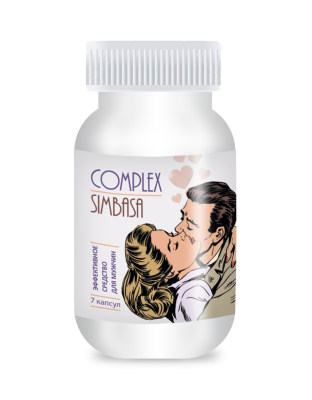 COMPLEX
SIMBASA
ЭФФЕКТИВНОЕ
СРЕДСТВО
ДЛЯ МУЖЧИН
7 капсул